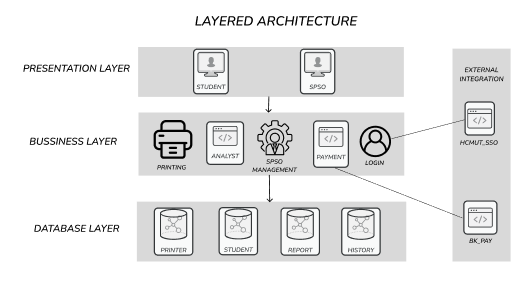 LAYERED ARCHITECTURE
PRESENTATION LAYER
STUDENT
SPSO
EXTERNAL
INTEGRATION
BUSSINESS LAYER
PRINTING
ANALYST
SPSO
MANAGEMENT
PAYMENT
LOGIN
HCMUT_SSO
DATABASE LAYER
PRINTER
STUDENT
REPORT
HISTORY
BK_PAY